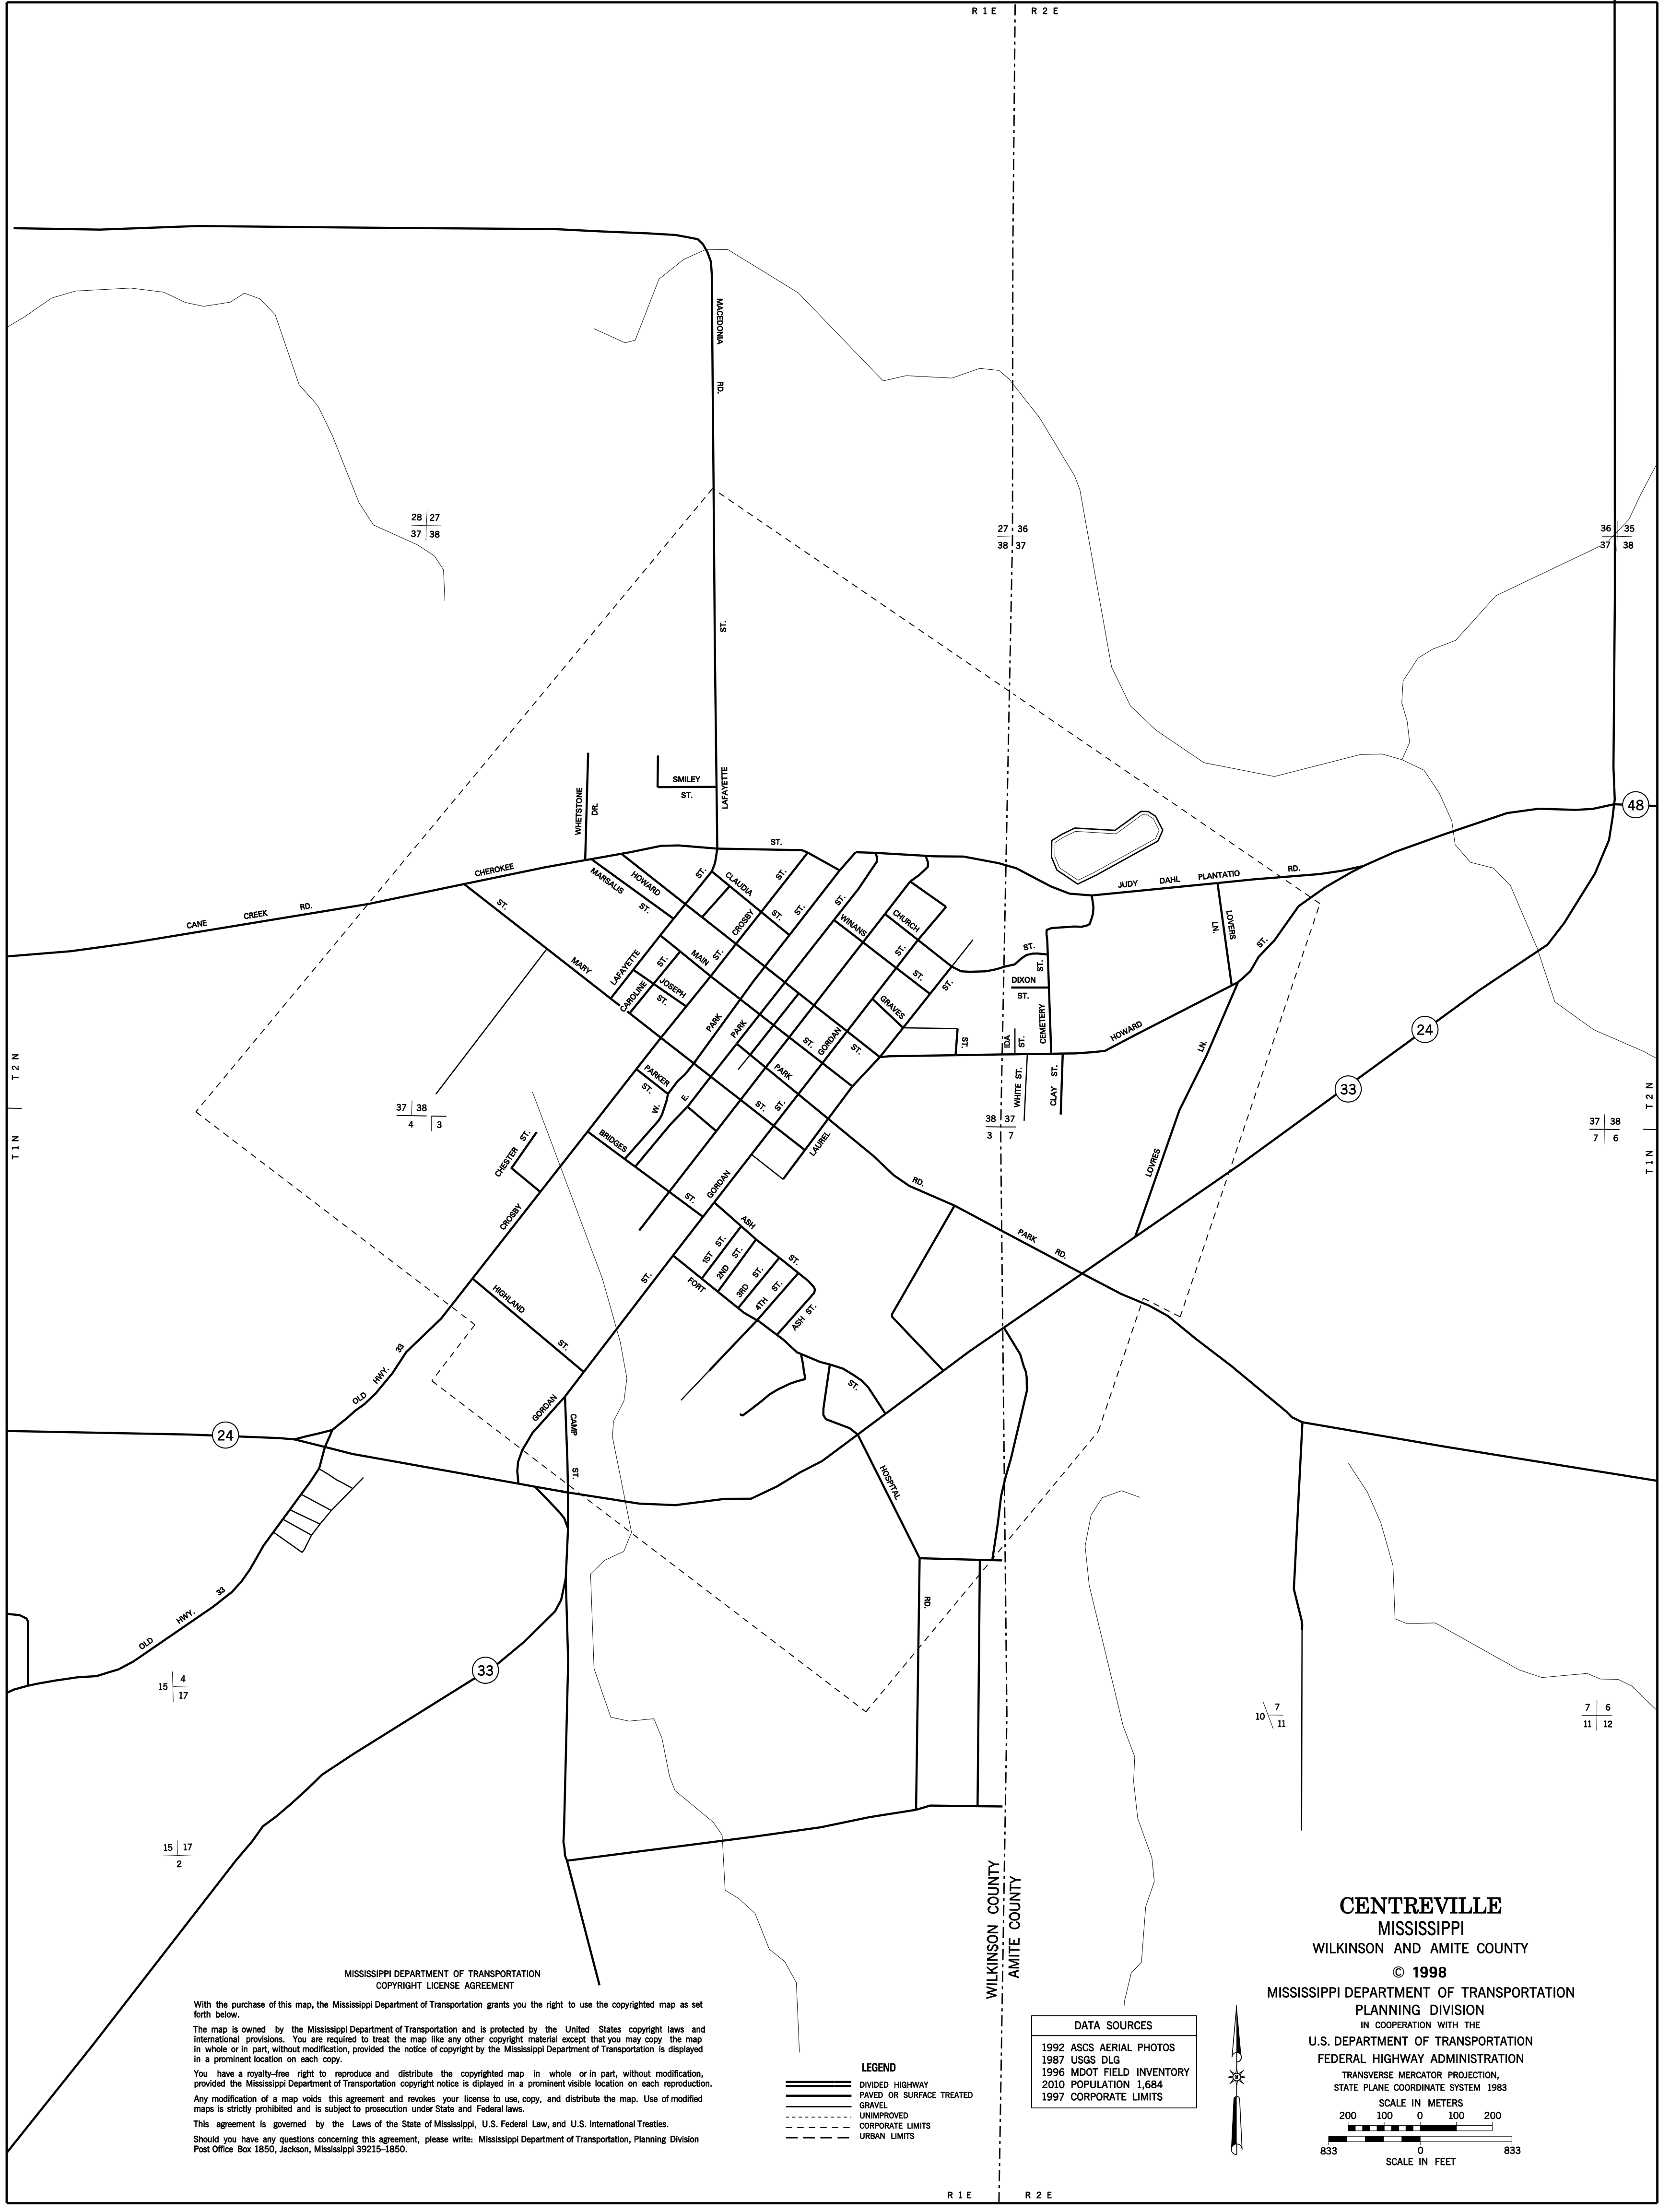 R 1 E R 2 E
MACEDONIA RD.
28 27
37 38
27 36
38 37
36 35
37 38
ST.
LAFAYETTE
SMILEY
ST.
WHETSTONE
DR.
48
ST.
CHEROKEE
CANE CREEK RD.
MARSALIS
ST.
HOWARD
ST.
CLAUDIA
ST.
ST.
CROSBY
ST.
ST.
ST.
WINANS
ST.
CHURCH
ST.
ST.
JUDY DAHL PLANTATIO RD.
LOVERS
LN.
ST.
ST.
MARY
LAFAYETTE
ST.
CAROLINE
JOSEPH
ST.
MAIN
PARK
PARK
GRAVES
GORDAN
ST.
ST.
ST.
ST.
DIXON
ST.
CEMETERY
ST.
IDA
ST.
HOWARD
LN.
24
33
T 2 N
T 1 N
T 2 N
T 1 N
PARKER
ST.
W.
E.
PARK
ST.
ST.
WHITE ST.
CLAY ST.
37 38
4 3
38 37
3 7
37 38
7 6
BRIDGES
ST.
LAUREL
CHESTER ST.
GORDAN
LOVRES
RD.
CROSBY
ASH
ST.
1ST ST.
2ND ST.
3RD ST.
4TH ST.
ASH ST.
FORT
ST.
ST.
PARK RD.
HIGHLAND
ST.
OLD HWY. 33
GORDAN
CAMP
ST.
24
HOSPITAL
RD.
OLD HWY. 33
33
15 4
17
10 7
11
7 6
11 12
15 17
2
WILKINSON COUNTY
AMITE COUNTY
CENTREVILLE
MISSISSIPPI
WILKINSON AND AMITE COUNTY
© 1998
MISSISSIPPI DEPARTMENT OF TRANSPORTATION
PLANNING DIVISION
IN COOPERATION WITH THE
U.S. DEPARTMENT OF TRANSPORTATION
FEDERAL HIGHWAY ADMINISTRATION
TRANSVERSE MERCATOR PROJECTION,
STATE PLANE COORDINATE SYSTEM 1983
SCALE IN METERS
200 100 0 100 200
833 0 833
SCALE IN FEET
MISSISSIPPI DEPARTMENT OF TRANSPORTATION
COPYRIGHT LICENSE AGREEMENT
With the purchase of this map, the Mississippi Department of Transportation grants you the right to use the copyrighted map as set
forth below.
The map is owned by the Mississippi Department of Transportation and is protected by the United States copyright laws and
international provisions. You are required to treat the map like any other copyright material except that you may copy the map
in whole or in part, without modification, provided the notice of copyright by the Mississippi Department of Transportation is displayed
in a prominent location on each copy.
You have a royalty-free right to reproduce and distribute the copyrighted map in whole or in part, without modification,
provided the Mississippi Department of Transportation copyright notice is diplayed in a prominent visible location on each reproduction.
Any modification of a map voids this agreement and revokes your license to use, copy, and distribute the map. Use of modified
maps is strictly prohibited and is subject to prosecution under State and Federal laws.
This agreement is governed by the Laws of the State of Mississippi, U.S. Federal Law, and U.S. International Treaties.
Should you have any questions concerning this agreement, please write: Mississippi Department of Transportation, Planning Division
Post Office Box 1850, Jackson, Mississippi 39215-1850.
LEGEND
DIVIDED HIGHWAY
PAVED OR SURFACE TREATED
GRAVEL
UNIMPROVED
CORPORATE LIMITS
URBAN LIMITS
DATA SOURCES
1992 ASCS AERIAL PHOTOS
1987 USGS DLG
1996 MDOT FIELD INVENTORY
2010 POPULATION 1,684
1997 CORPORATE LIMITS
R 1 E R 2 E